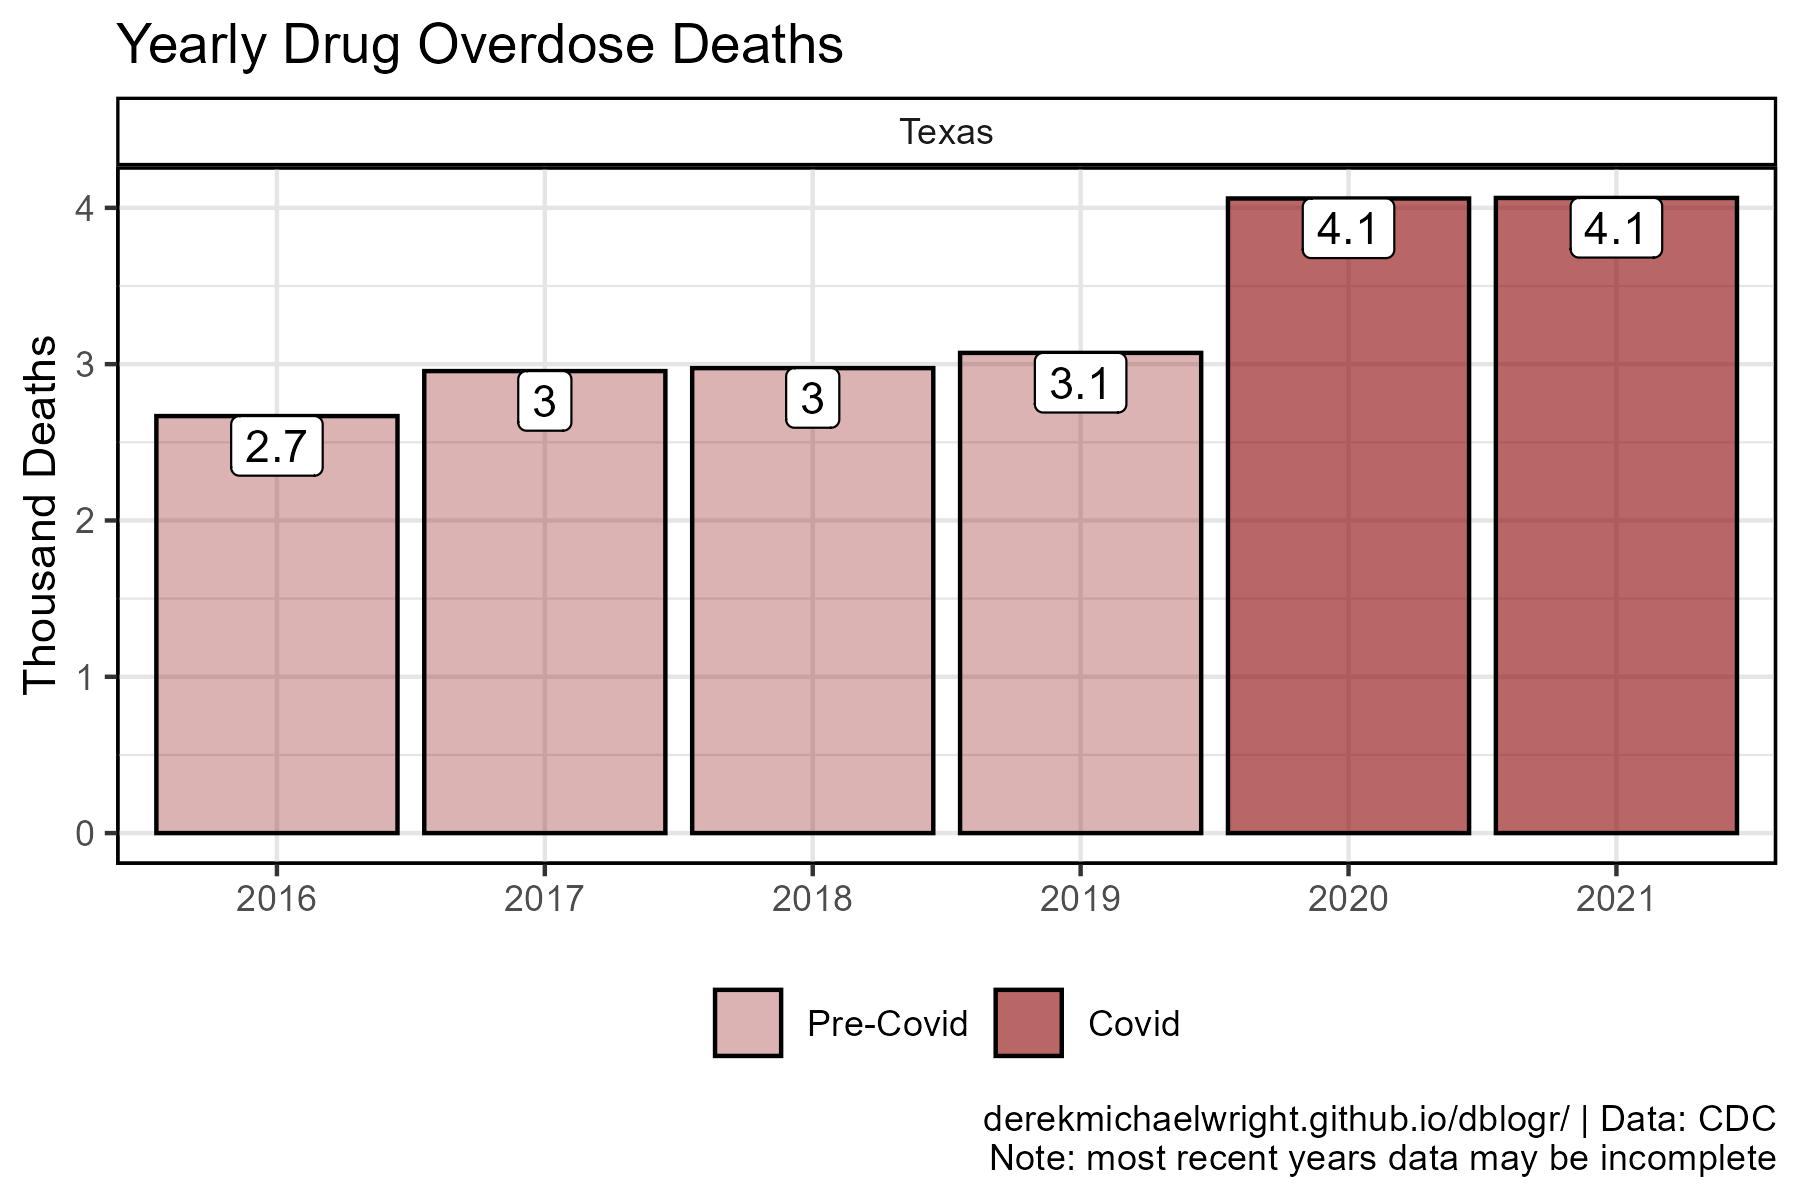 Yearly Drug Overdose Deaths
Texas
Thousand Deaths
4
3
2
1
0
2.7
3
3
3.1
4.1
4.1
2016
2017
2018
2019
2020
2021
Pre-Covid
Covid
derekmichaelwright.github.io/dblogr/ | Data: CDC
Note: most recent years data may be incomplete